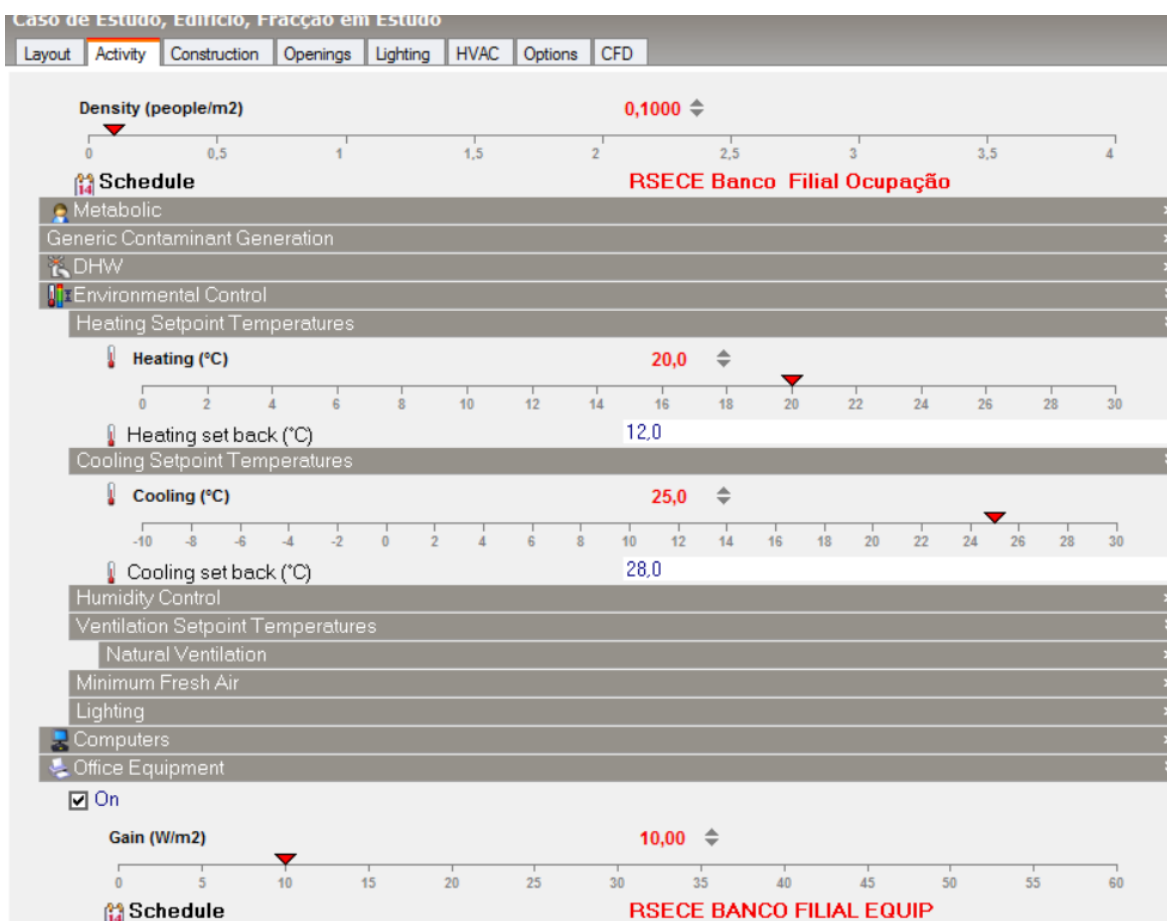 Caso de Estudo, Edifício, Fracção em Estudo
Layout Activity Construction Openings Lighting HVAC Options CFD
Density (people/m2) 0,1000
0 0,5 1 1,5 2 2,5 3 3,5 4
14 Schedule RSECE Banco Filial Ocupação
Metabolic
Generic Contaminant Generation
DHW
Environmental Control
Heating Setpoint Temperatures
Heating (°C) 20,0
0 2 4 6 8 10 12 14 16 18 20 22 24 26 28 30
Heating set back (°C) 12,0
Cooling Setpoint Temperatures
Cooling (°C) 25,0
-10 -8 -6 -4 -2 0 2 4 6 8 10 12 14 16 18 20 22 24 26 28 30
Cooling set back (°C) 28,0
Humidity Control
Ventilation Setpoint Temperatures
Natural Ventilation
Minimum Fresh Air
Lighting
Computers
Office Equipment
On
Gain (W/m2) 10,00
0 5 10 15 20 25 30 35 40 45 50 55 60
14 Schedule RSECE BANCO FILIAL EQUIP